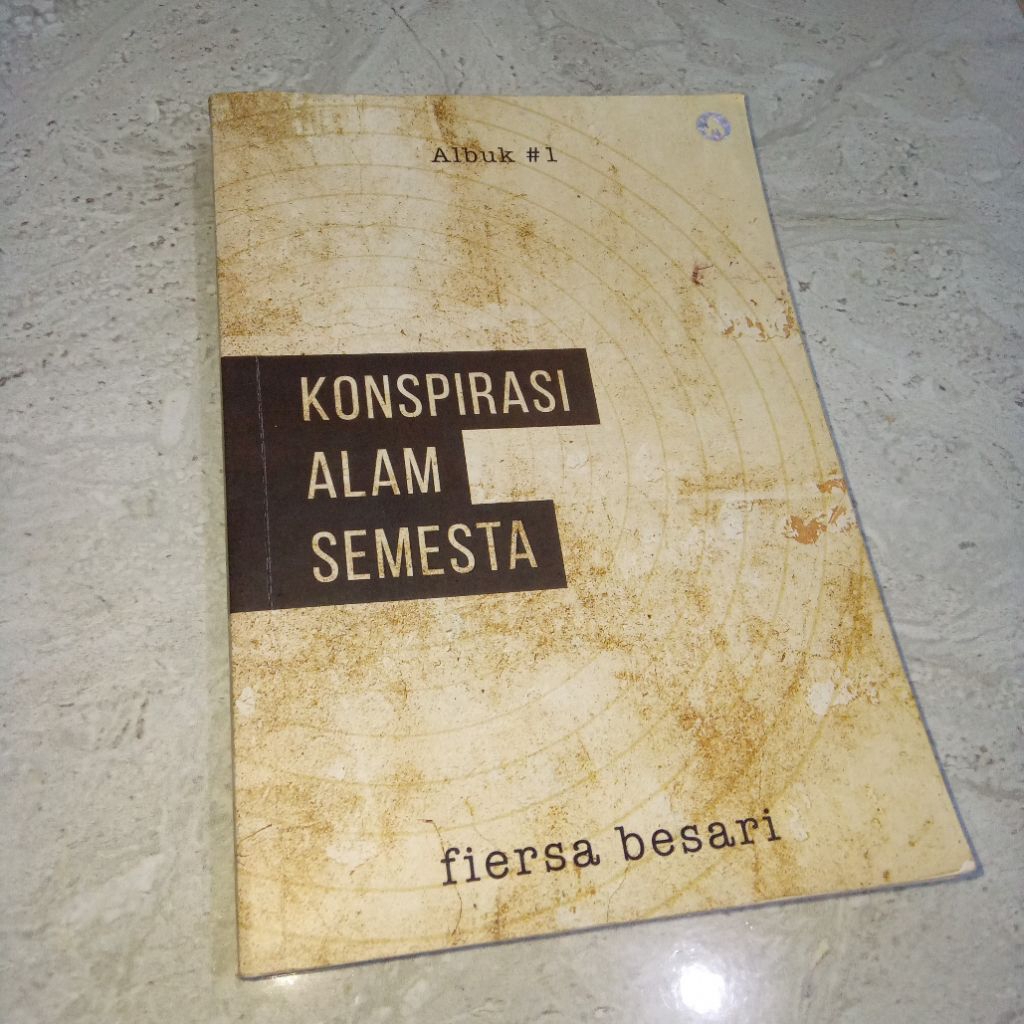 Albuk #1
KONSPIRASI
ALAM
SEMESTA
fiersa besari